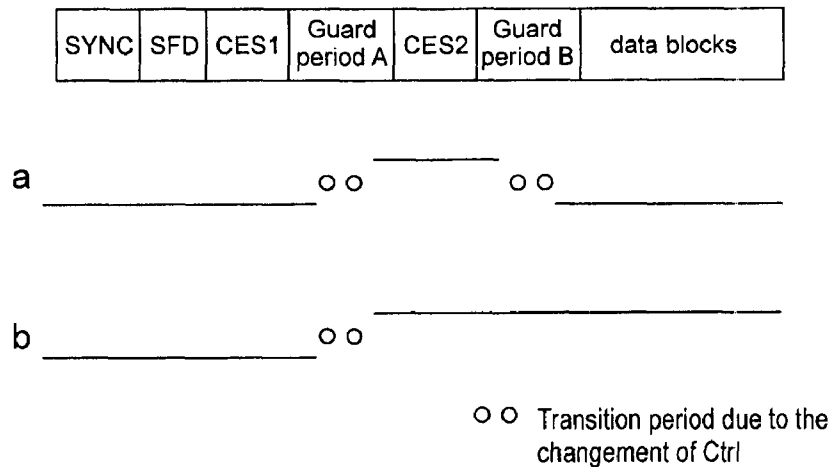 SYNC SFD CES1 Guard period A CES2 Guard period B data blocks
a
b
Transition period due to the
changement of Ctrl